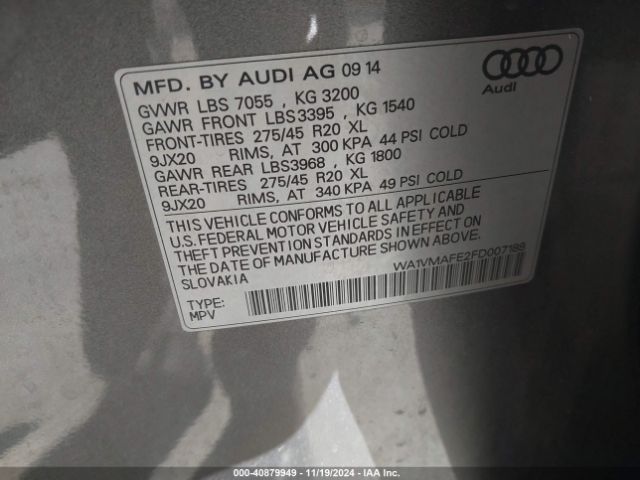 MFD. BY AUDI AG 09 14
GVWR LBS 7055 , KG 3200
GAWR FRONT LBS3395 , KG 1540
FRONT-TIRES 275/45 R20 XL
9JX20 RIMS, AT 300 KPA 44 PSI COLD
GAWR REAR LBS3968 , KG 1800
REAR-TIRES 275/45 R20 XL
9JX20 RIMS, AT 340 KPA 49 PSI COLD
Audi
THIS VEHICLE CONFORMS TO ALL APPLICABLE
U.S. FEDERAL MOTOR VEHICLE SAFETY AND
THEFT PREVENTION STANDARDS IN EFFECT ON
THE DATE OF MANUFACTURE SHOWN ABOVE.
SLOVAKIA
WA1VMAFE2FD007189
TYPE:
MPV
000-40879949 - 11/19/2024 - IAA Inc.